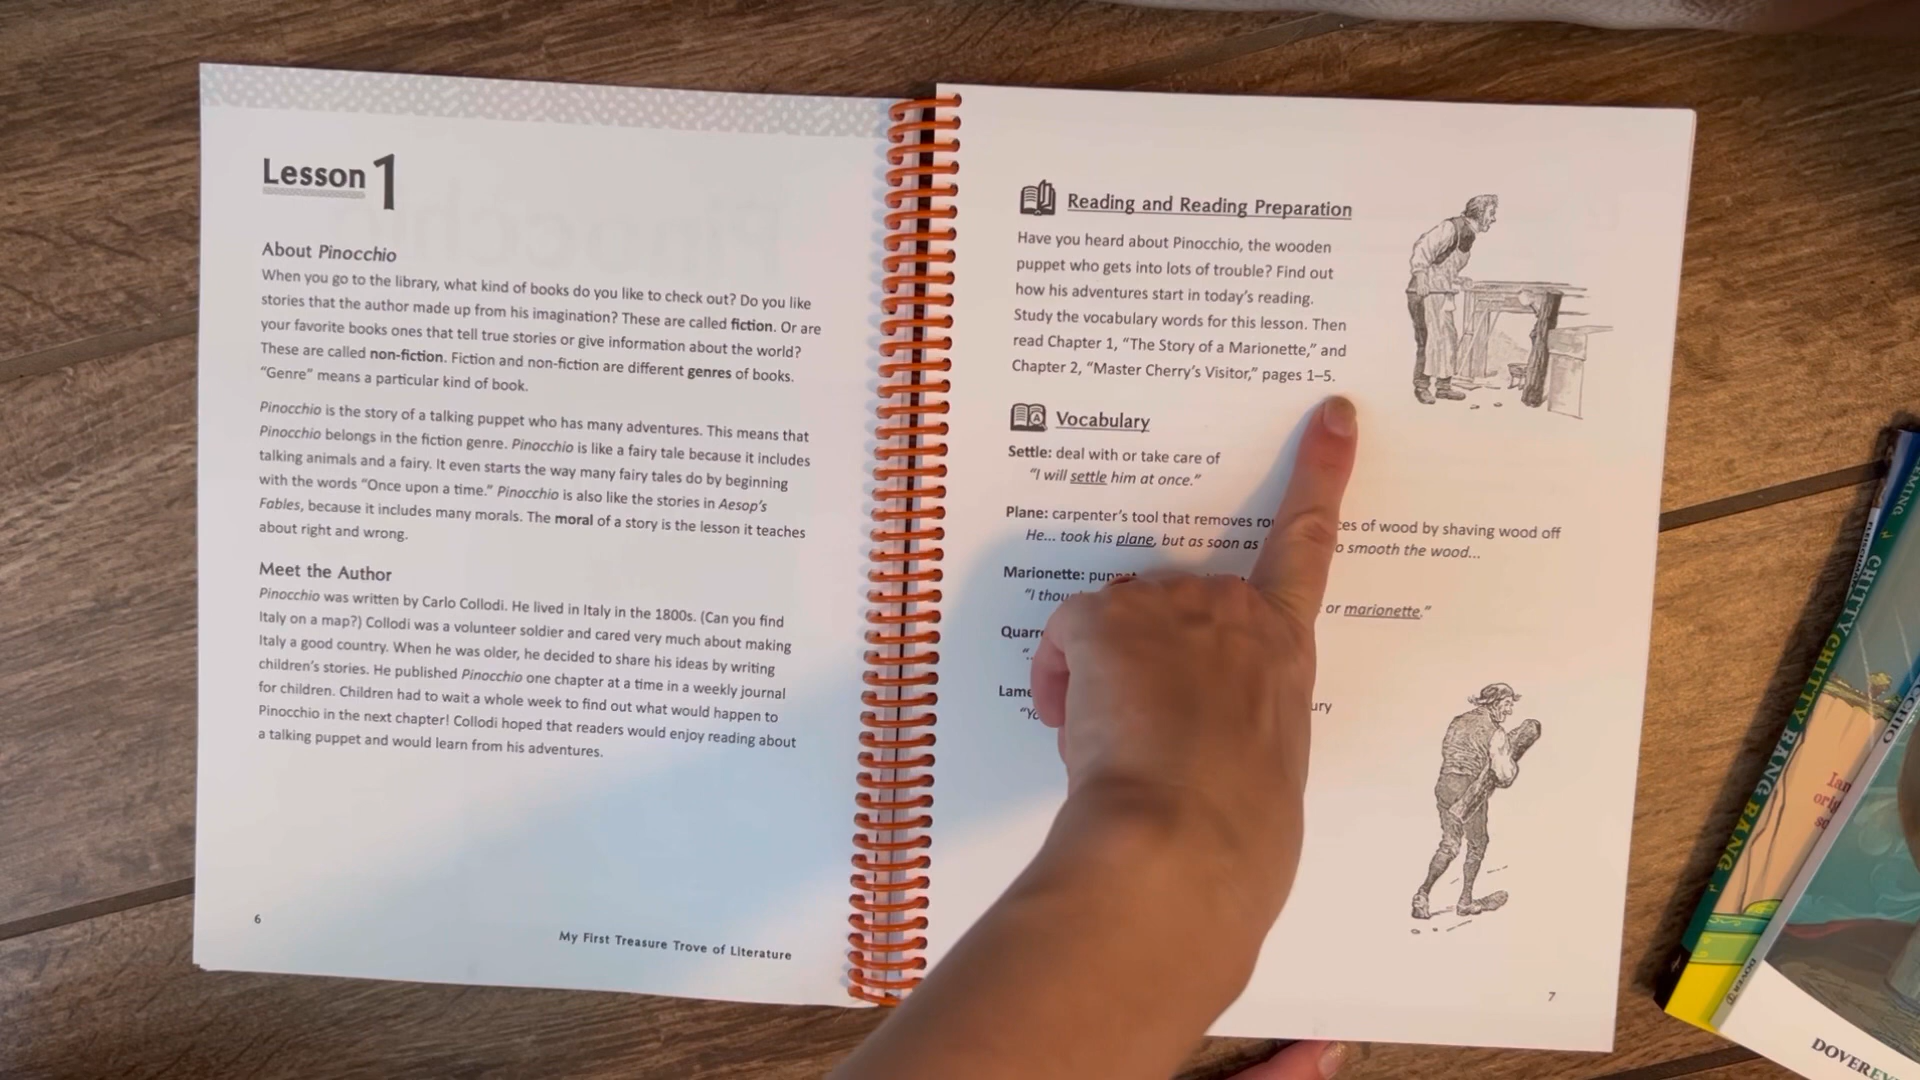 Lesson 1
About Pinocchio
When you go to the library, what kind of books do you like to check out? Do you like
stories that the author made up from his imagination? These are called fiction. Or are
your favorite books ones that tell true stories or give information about the world?
These are called non-fiction. Fiction and non-fiction are different genres of books.
“Genre” means a particular kind of book.
Pinocchio is the story of a talking puppet who has many adventures. This means that
Pinocchio belongs in the fiction genre. Pinocchio is like a fairy tale because it includes
talking animals and a fairy. It even starts the way many fairy tales do by beginning
with the words “Once upon a time.” Pinocchio is also like the stories in Aesop’s
Fables, because it includes many morals. The moral of a story is the lesson it teaches
about right and wrong.
Meet the Author
Pinocchio was written by Carlo Collodi. He lived in Italy in the 1800s. (Can you find
Italy on a map?) Collodi was a volunteer soldier and cared very much about making
Italy a good country. When he was older, he decided to share his ideas by writing
children’s stories. He published Pinocchio one chapter at a time in a weekly journal
for children. Children had to wait a whole week to find out what would happen to
Pinocchio in the next chapter! Collodi hoped that readers would enjoy reading about
a talking puppet and would learn from his adventures.
6
My First Treasure Trove of Literature
Reading and Reading Preparation
Have you heard about Pinocchio, the wooden
puppet who gets into lots of trouble? Find out
how his adventures start in today’s reading.
Study the vocabulary words for this lesson. Then
read Chapter 1, “The Story of a Marionette,” and
Chapter 2, “Master Cherry’s Visitor,” pages 1–5.
Vocabulary
Settle: deal with or take care of
“I will settle him at once.”
Plane: carpenter’s tool that removes of wood by shaving wood off
He... took his plane, but as soon as smooth the wood...
Marionette:
“I or marionette.”
7
CHITTY CHITTY BANG BANG
DOVER